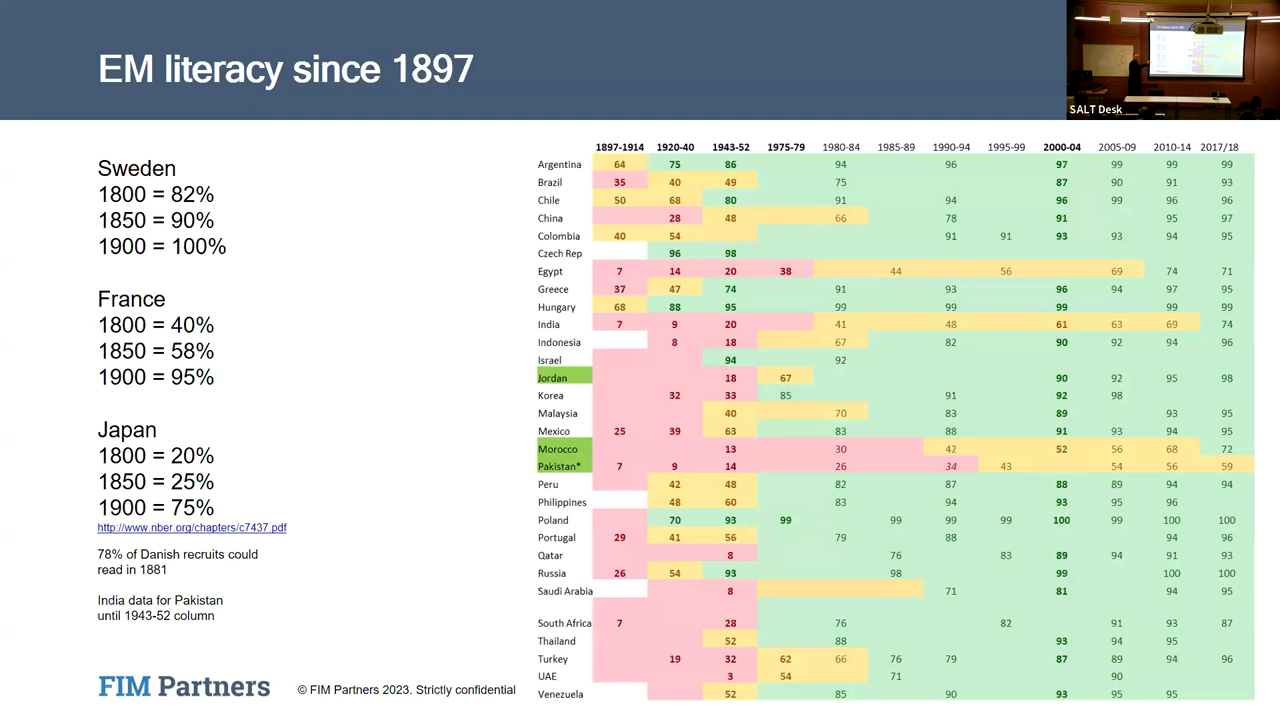 EM literacy since 1897
SALT Desk
Sweden
1800 = 82%
1850 = 90%
1900 = 100%
France
1800 = 40%
1850 = 58%
1900 = 95%
Japan
1800 = 20%
1850 = 25%
1900 = 75%
http://www.nber.org/chapters/c7437.pdf
78% of Danish recruits could
read in 1881
India data for Pakistan
until 1943-52 column
FIM Partners
© FIM Partners 2023. Strictly confidential
1897-1914 1920-40 1943-52 1975-79 1980-84 1985-89 1990-94 1995-99 2000-04 2005-09 2010-14 2017/18
Argentina 64 75 86 94 96 97 99 99 99
Brazil 35 40 49 75 87 90 91 93
Chile 50 68 80 91 94 96 99 96 96
China 28 48 66 78 91 95 97
Colombia 40 54 91 91 93 93 94 95
Czech Rep 96 98
Egypt 7 14 20 38 44 56 69 74 71
Greece 37 47 74 91 93 96 94 97 95
Hungary 68 88 95 99 99 99 99 99
India 7 9 20 41 48 61 63 69 74
Indonesia 8 18 67 82 90 92 94 96
Israel 94 92
Jordan 18 67 90 92 95 98
Korea 32 33 85 91 92 98
Malaysia 40 70 83 89 93 95
Mexico 25 39 63 83 88 91 93 94 95
Morocco 13 30 42 52 56 68 72
Pakistan* 7 9 14 26 34 43 54 56 59
Peru 42 48 82 87 88 89 94 94
Philippines 48 60 83 94 93 95 96
Poland 70 93 99 99 99 99 100 99 100 100
Portugal 29 41 56 79 88 94 96
Qatar 8 76 83 89 94 91 93
Russia 26 54 93 98 99 100 100
Saudi Arabia 8 71 81 94 95
South Africa 7 28 76 82 91 93 87
Thailand 52 88 93 94 95
Turkey 19 32 62 66 76 79 87 89 94 96
UAE 3 54 71 90
Venezuela 52 85 90 93 95 95